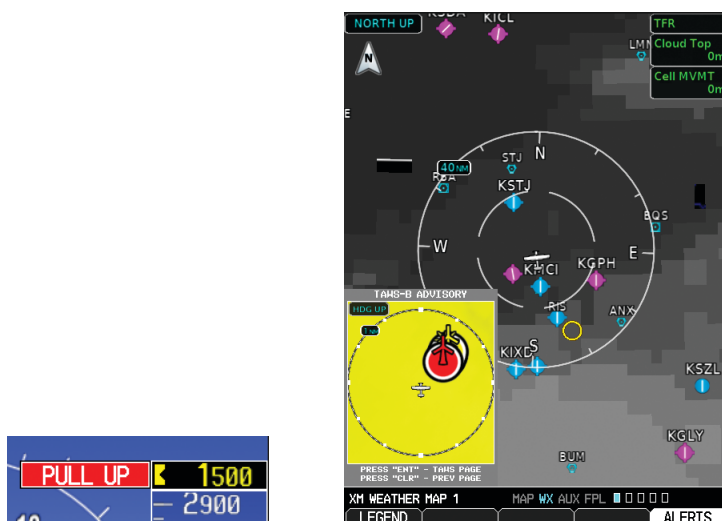 PULL UP 1500
2900
NORTH UP
KICL
TFR
Cloud Top
0m
Cell MVMT
0m
N
E
40NM
STJ
N
KSTJ
BQS
W
E
KMCI
KGPH
TAWS-B ADVISORY
HDG UP
1NM
RIS
ANX
KIXD
S
KSZL
KGLY
BUM
PRESS "ENT" - TAWS PAGE
PRESS "CLR" - PREV PAGE
XM WEATHER MAP 1
MAP WX AUX FPL
LEGEND
ALERTS